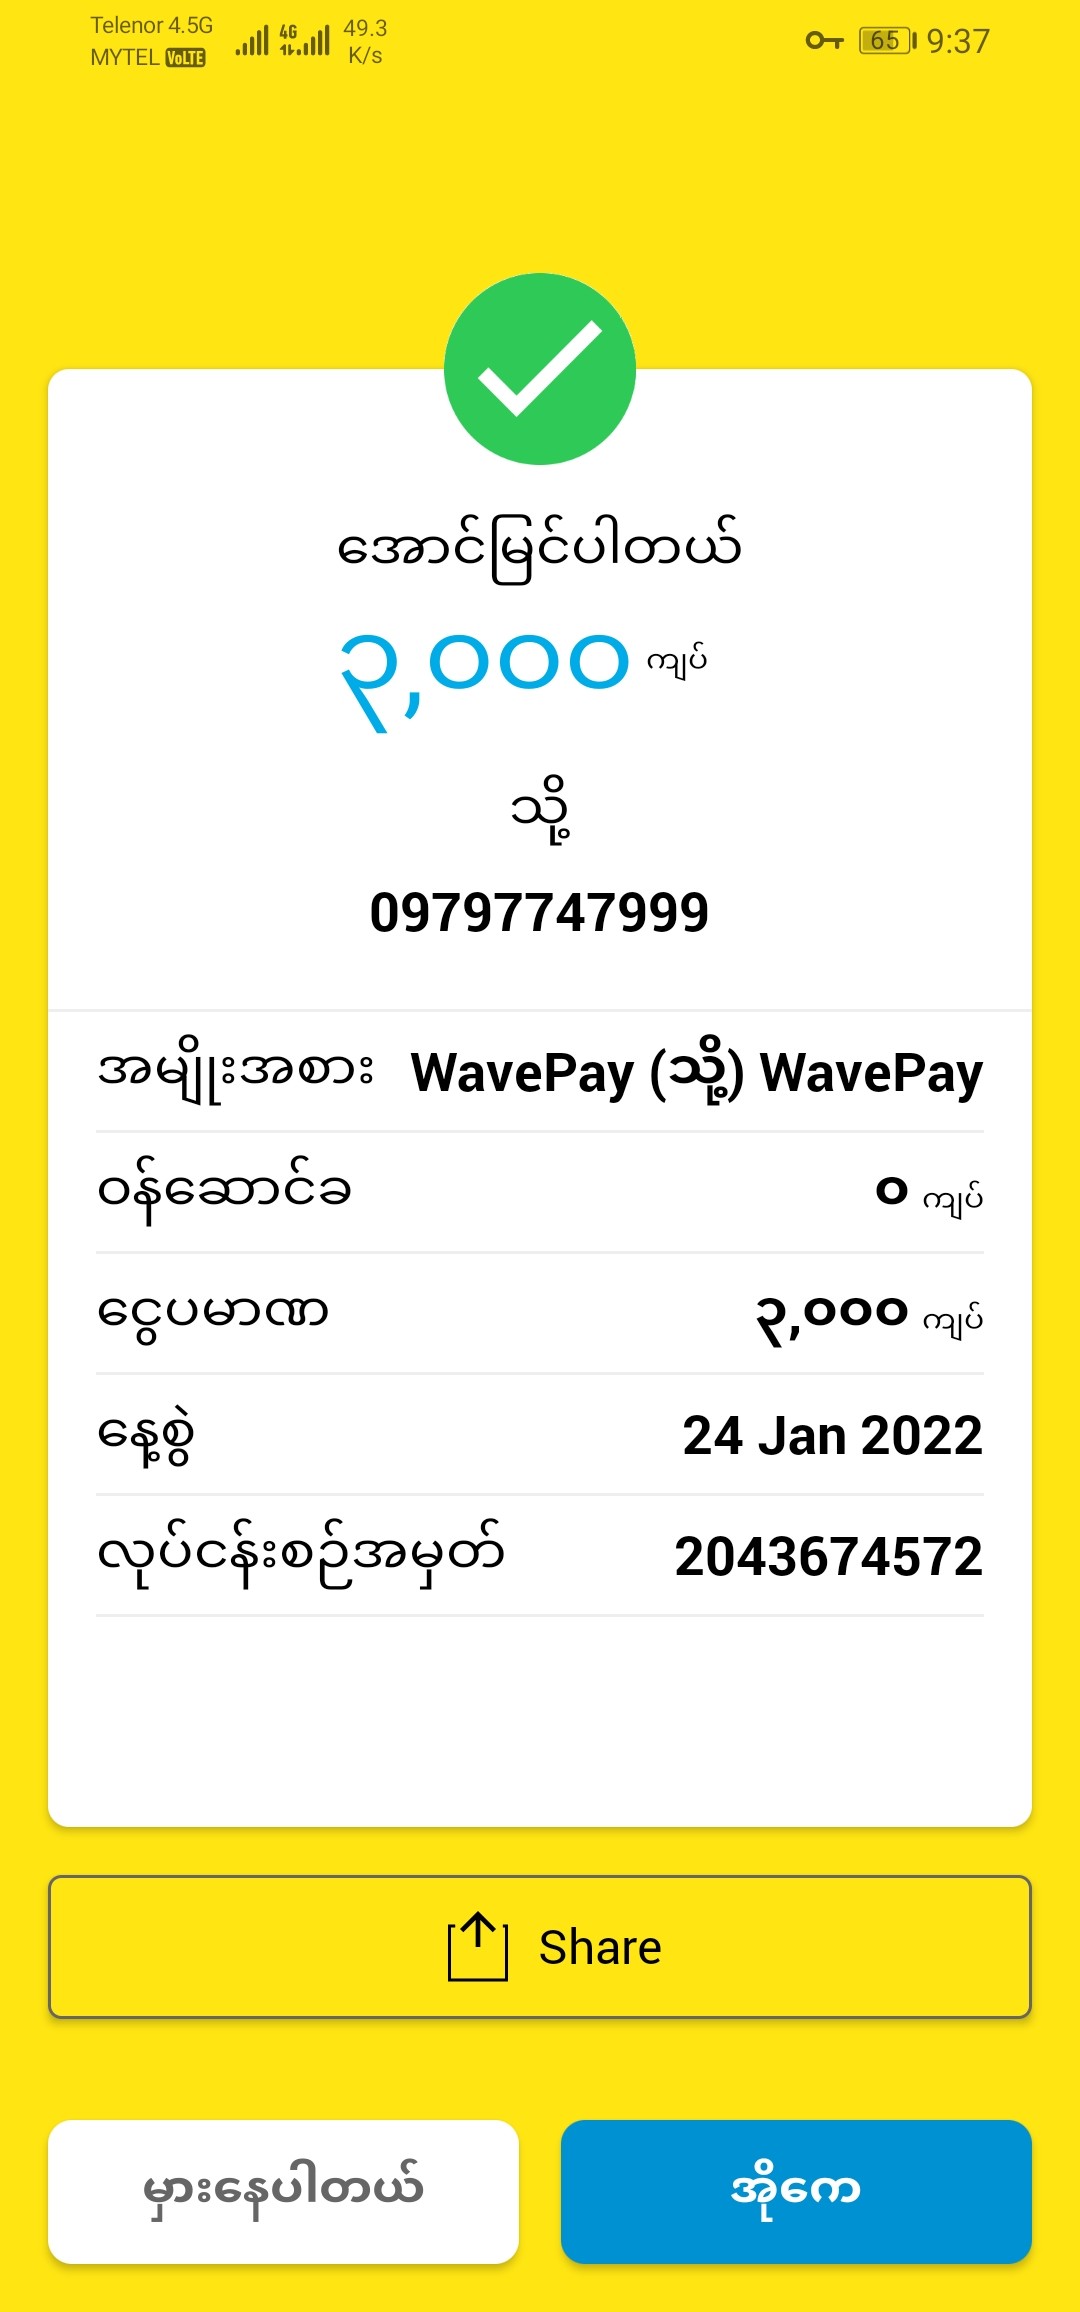 Telenor 4.5G
MYTEL VoLTE 4G 49.3 K/s 65 9:37
အောင်မြင်ပါတယ်
၃,၀၀၀ ကျပ်
သို့
09797747999
အမျိုးအစား WavePay (သို့) WavePay
ဝန်ဆောင်ခ ၀ ကျပ်
ငွေပမာဏ ၃,၀၀၀ ကျပ်
နေ့စွဲ 24 Jan 2022
လုပ်ငန်းစဉ်အမှတ် 2043674572
Share
မှားနေပါတယ် အိုကေ